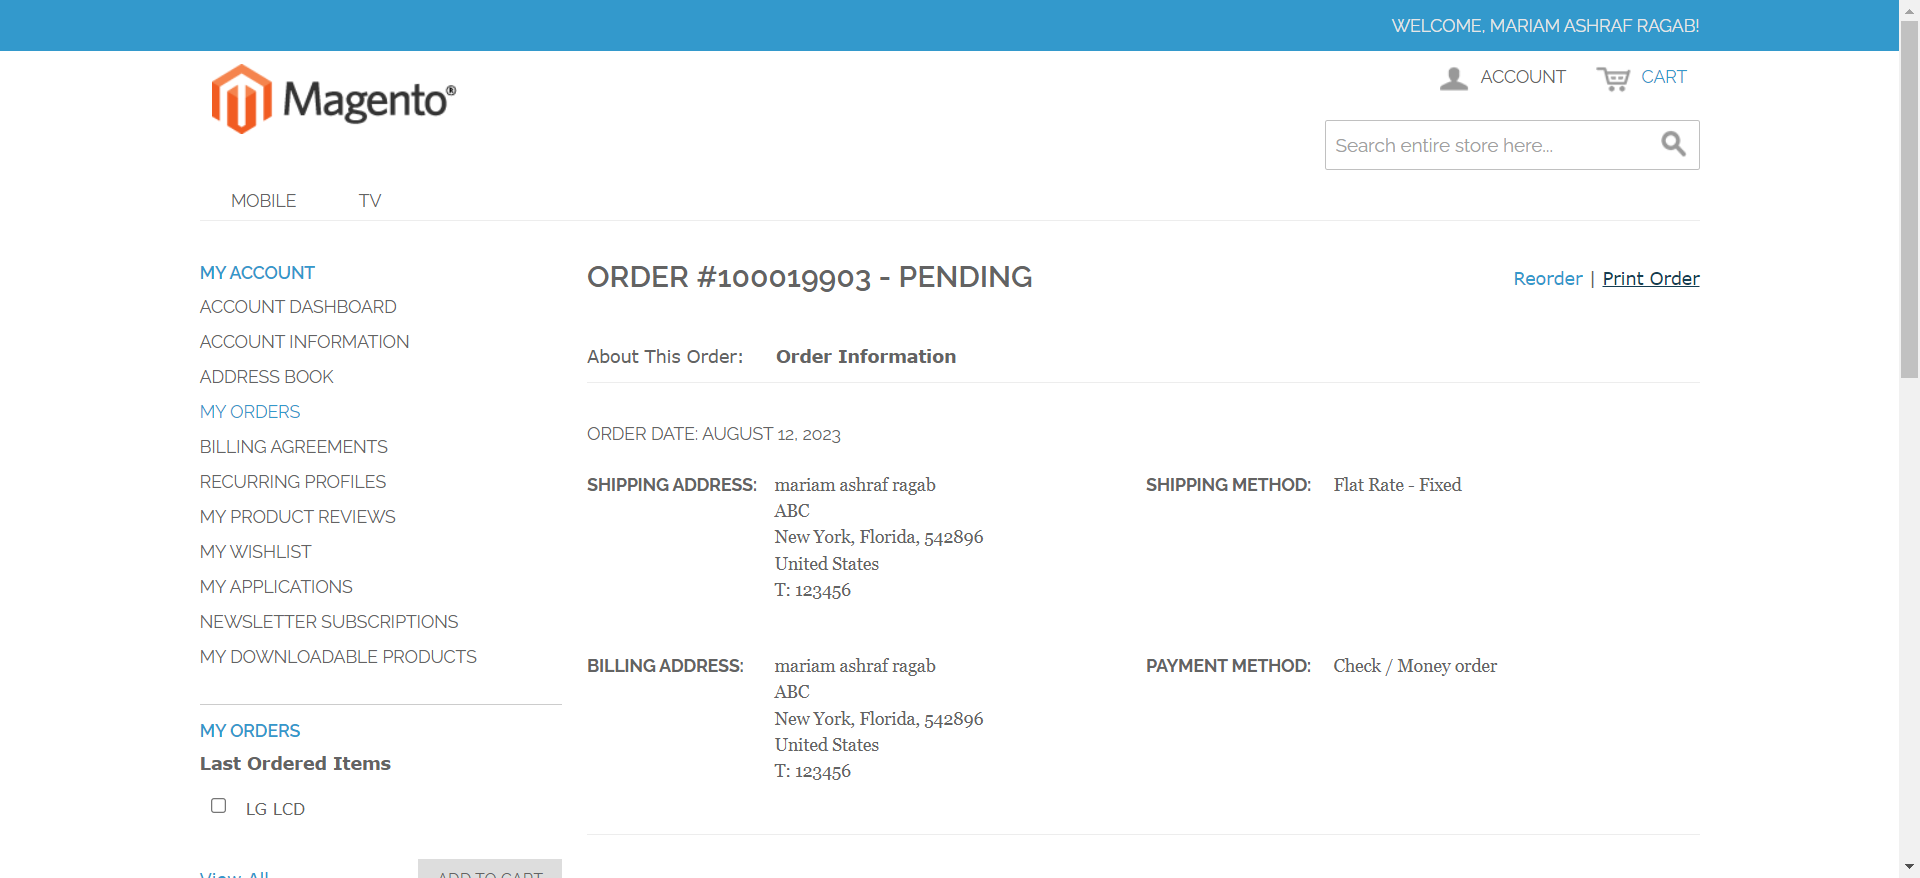 WELCOME, MARIAM ASHRAF RAGAB!
Magento®
ACCOUNT
CART
Search entire store here...
MOBILE
TV
MY ACCOUNT
ACCOUNT DASHBOARD
ACCOUNT INFORMATION
ADDRESS BOOK
MY ORDERS
BILLING AGREEMENTS
RECURRING PROFILES
MY PRODUCT REVIEWS
MY WISHLIST
MY APPLICATIONS
NEWSLETTER SUBSCRIPTIONS
MY DOWNLOADABLE PRODUCTS
MY ORDERS
Last Ordered Items
LG LCD
View All
ADD TO CART
ORDER #100019903 - PENDING
Reorder | Print Order
About This Order: Order Information
ORDER DATE: AUGUST 12, 2023
SHIPPING ADDRESS:
mariam ashraf ragab
ABC
New York, Florida, 542896
United States
T: 123456
SHIPPING METHOD: Flat Rate - Fixed
BILLING ADDRESS:
mariam ashraf ragab
ABC
New York, Florida, 542896
United States
T: 123456
PAYMENT METHOD: Check / Money order